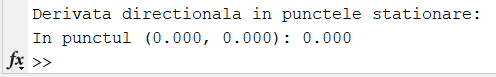 Derivata directionala in punctele stationare:
In punctul (0.000, 0.000): 0.000
fx >>